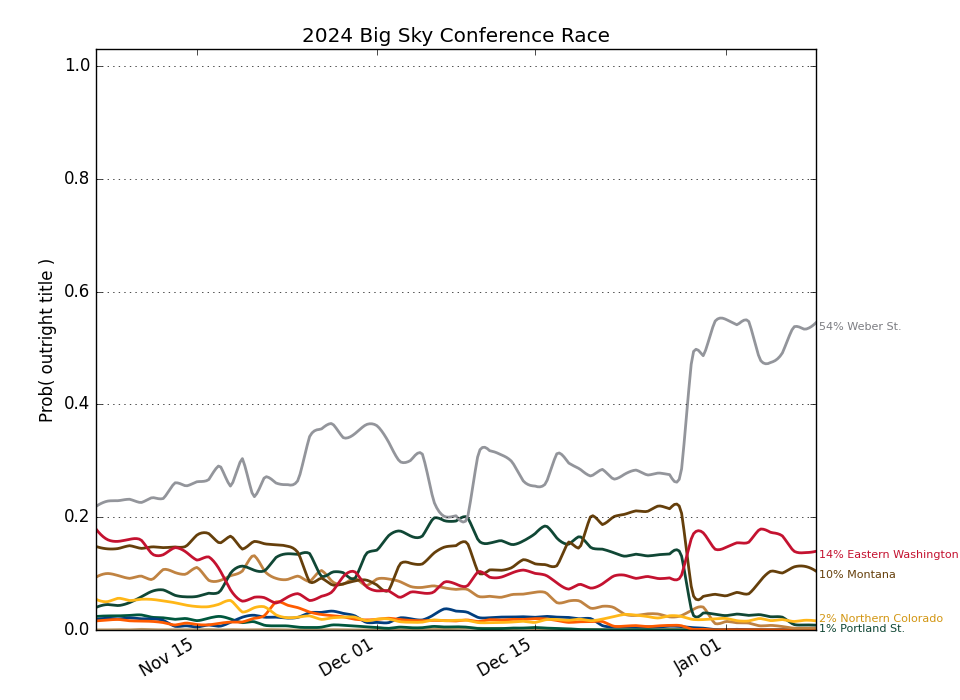 2024 Big Sky Conference Race
1.0
0.8
0.6
0.4
0.2
0.0
Prob( outright title )
54% Weber St.
14% Eastern Washington
10% Montana
2% Northern Colorado
1% Portland St.
Nov 15
Dec 01
Dec 15
Jan 01